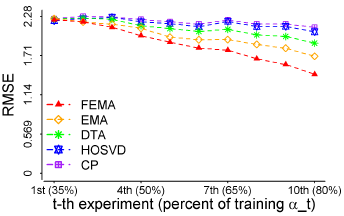 2.28
1.71
1.14
0.569
0
RMSE
FEMA
EMA
DTA
HOSVD
CP
1st (35%) 4th (50%) 7th (65%) 10th (80%)
t-th experiment (percent of training α_t)